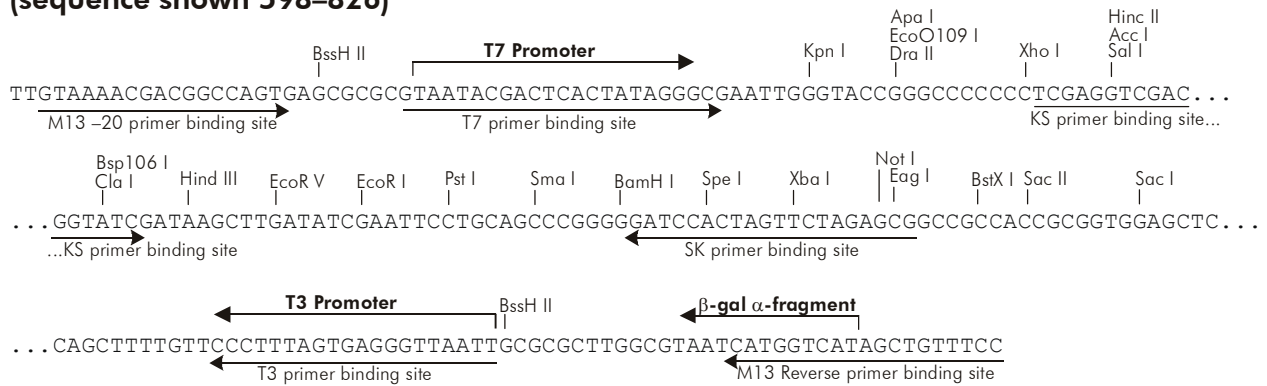 (sequence shown 598–826)
Apa I Hinc II
EcoO109 I Acc I
BssH II T7 Promoter Kpn I Dra II Xho I Sal I
TTGTAAAACGACGGCCAGTGAGCGCGCGTAATACGACTCACTATAGGGCGAATTGGGTACCGGGCCCCCCCTCGAGGTCGAC...
M13 –20 primer binding site T7 primer binding site KS primer binding site...
Bsp106 I Not I
Cla I Hind III EcoR V EcoR I Pst I Sma I BamH I Spe I Xba I Eag I BstX I Sac II Sac I
...GGTATCGATAAGCTTGATATCGAATTCCTGCAGCCCGGGGGATCCACTAGTTCTAGAGCGGCCGCCACCGCGGTGGAGCTC...
...KS primer binding site SK primer binding site
T3 Promoter BssH II β-gal α-fragment
...CAGCTTTTGTTCCCTTTAGTGAGGGTTAATTGCGCGCTTGGCGTAATCATGGTCATAGCTGTTTCC
T3 primer binding site M13 Reverse primer binding site